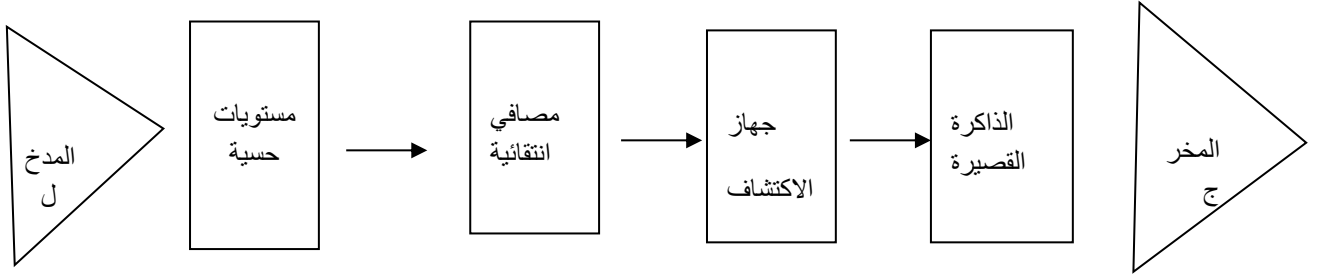 المدخ
ل
مستويات
حسية
مصافي
انتقائية
جهاز
الاكتشاف
الذاكرة
القصيرة
المخر
ج